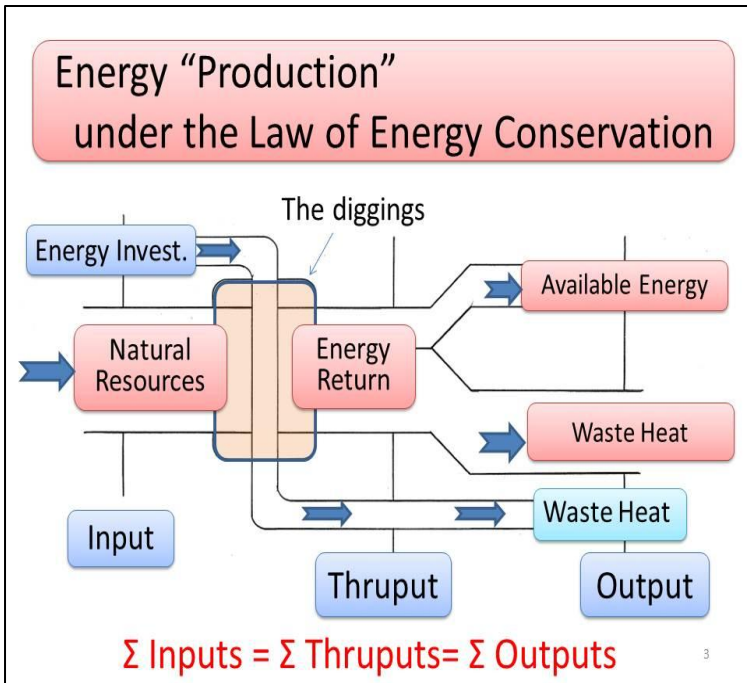 Energy “Production”
under the Law of Energy Conservation
The diggings
Energy Invest.
Available Energy
Natural
Resources
Energy
Return
Waste Heat
Waste Heat
Input
Thruput
Output
Σ Inputs = Σ Thruputs= Σ Outputs
3